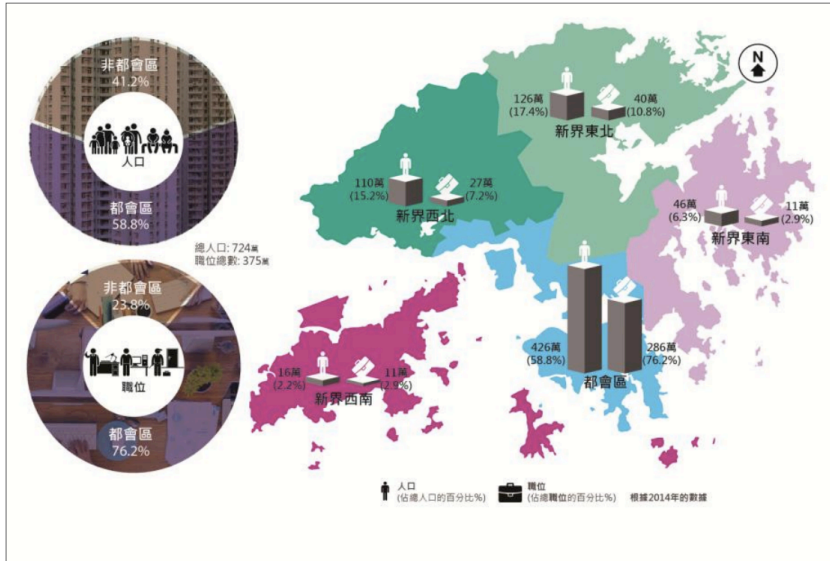 非都會區
41.2%
人口
都會區
58.8%
總人口: 724萬
職位總數: 375萬
非都會區
23.8%
職位
都會區
76.2%
N
126萬
(17.4%)
40萬
(10.8%)
新界東北
110萬
(15.2%)
27萬
(7.2%)
新界西北
46萬
(6.3%)
11萬
(2.9%)
新界東南
426萬
(58.8%)
286萬
(76.2%)
都會區
16萬
(2.2%)
11萬
(2.9%)
新界西南
人口
(佔總人口的百分比%)
職位
(佔總職位的百分比%)
根據2014年的數據